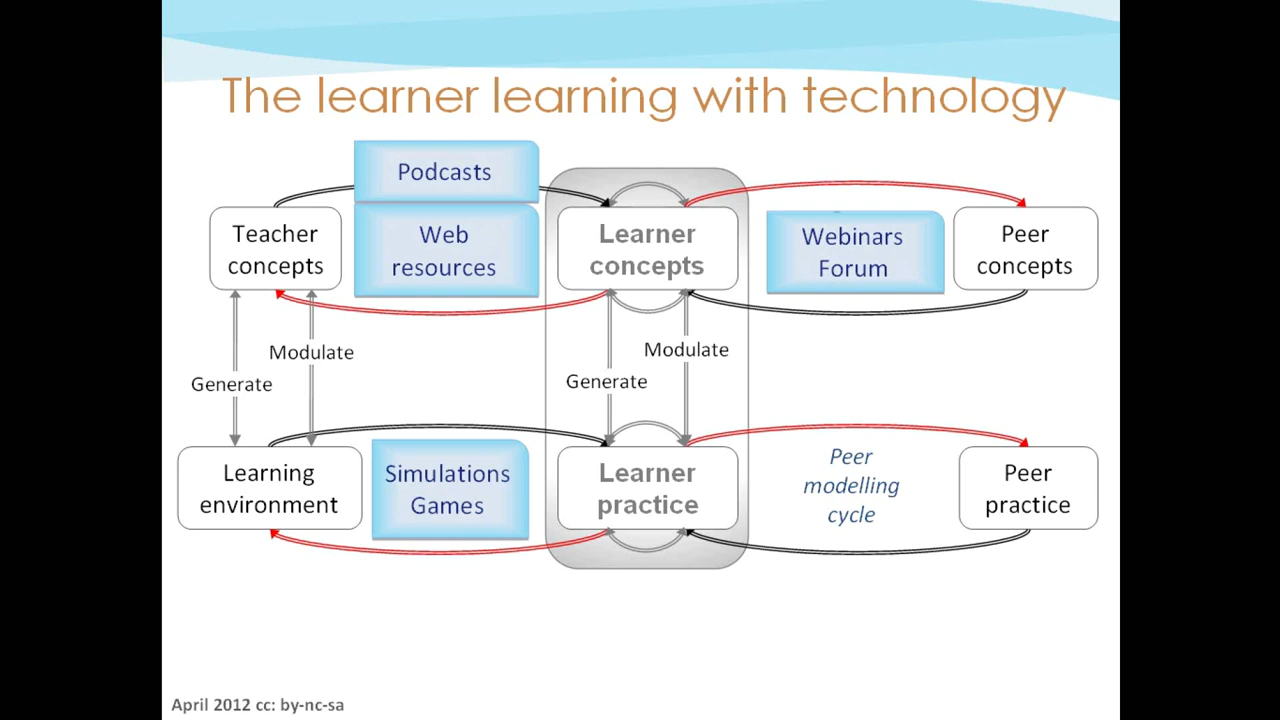 The learner learning with technology
Podcasts
Teacher
concepts
Web
resources
Learner
concepts
Webinars
Forum
Peer
concepts
Modulate
Generate
Modulate
Generate
Learning
environment
Simulations
Games
Learner
practice
Peer
modelling
cycle
Peer
practice
April 2012 cc: by-nc-sa